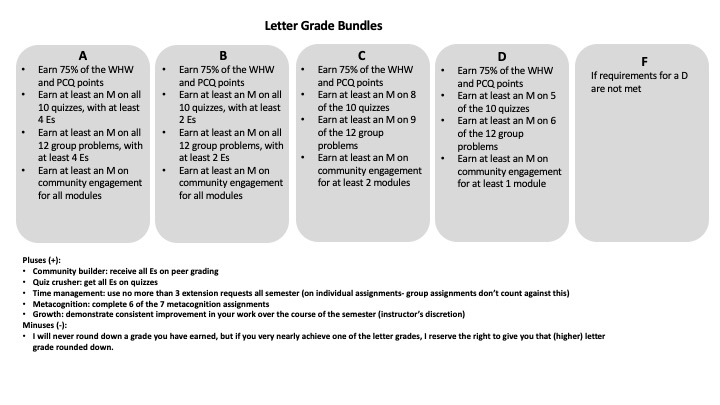 Letter Grade Bundles
A
• Earn 75% of the WHW
and PCQ points
• Earn at least an M on all
10 quizzes, with at least
4 Es
• Earn at least an M on all
12 group problems, with
at least 4 Es
• Earn at least an M on
community engagement
for all modules
B
• Earn 75% of the WHW
and PCQ points
• Earn at least an M on all
10 quizzes, with at least
2 Es
• Earn at least an M on all
12 group problems, with
at least 2 Es
• Earn at least an M on
community engagement
for all modules
C
• Earn 75% of the WHW
and PCQ points
• Earn at least an M on 8
of the 10 quizzes
• Earn at least an M on 9
of the 12 group
problems
• Earn at least an M on
community engagement
for at least 2 modules
D
• Earn 75% of the WHW
and PCQ points
• Earn at least an M on 5
of the 10 quizzes
• Earn at least an M on 6
of the 12 group
problems
• Earn at least an M on
community engagement
for at least 1 module
F
If requirements for a D
are not met
Pluses (+):
• Community builder: receive all Es on peer grading
• Quiz crusher: get all Es on quizzes
• Time management: use no more than 3 extension requests all semester (on individual assignments- group assignments don't count against this)
• Metacognition: complete 6 of the 7 metacognition assignments
• Growth: demonstrate consistent improvement in your work over the course of the semester (instructor's discretion)
Minuses (-):
• I will never round down a grade you have earned, but if you very nearly achieve one of the letter grades, I reserve the right to give you that (higher) letter
grade rounded down.